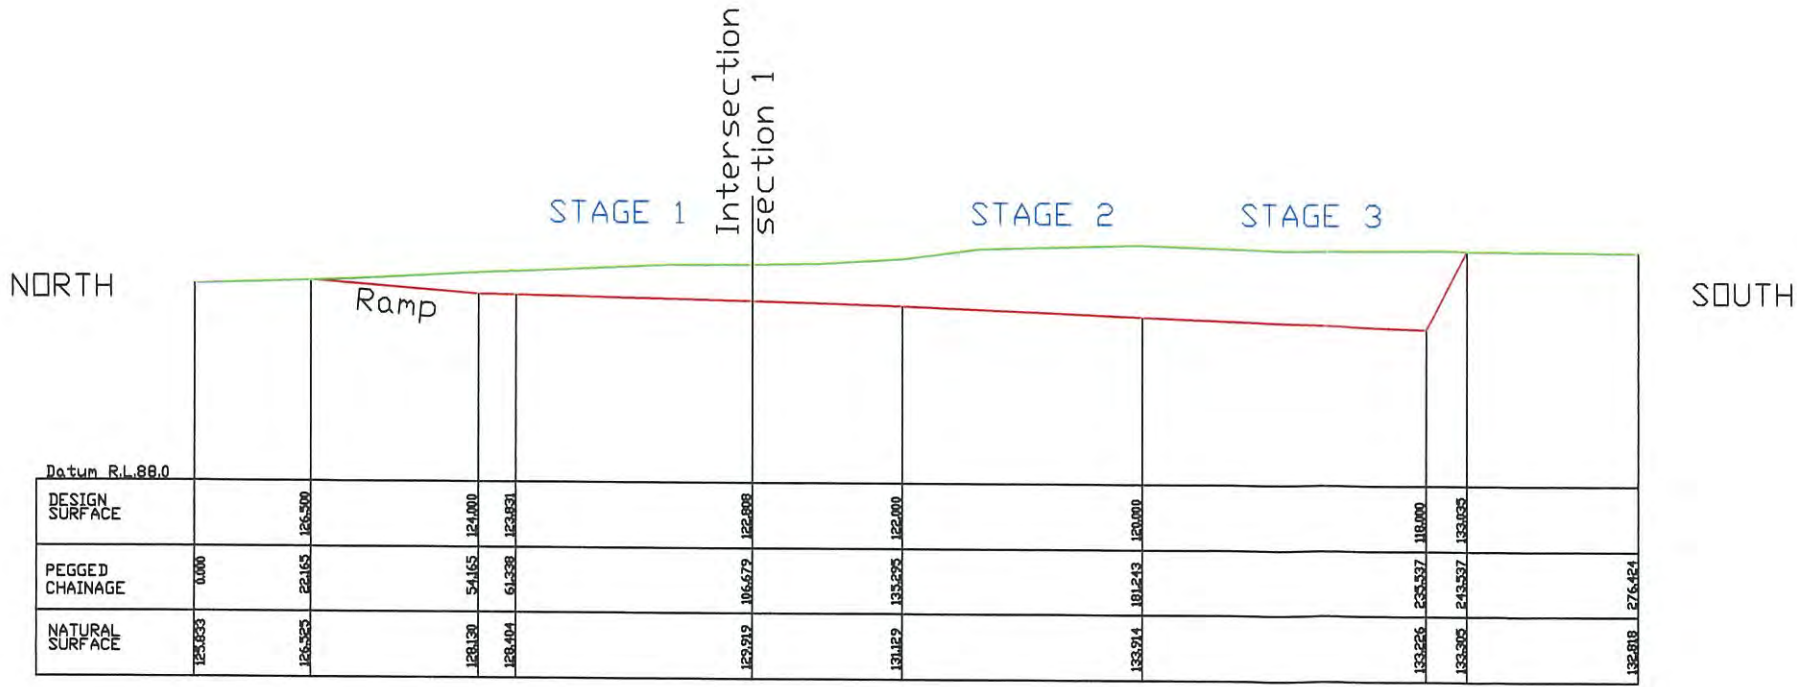 Intersection
section 1
STAGE 1
STAGE 2
STAGE 3
NORTH
Ramp
SOUTH
Datum R.L.88.0
DESIGN
SURFACE
126.500
124.000
123.831
122.808
122.000
120.000
118.000
133.035
PEGGED
CHAINAGE
0.000
22.165
54.165
61.338
106.679
135.295
181.243
235.537
243.537
276.424
NATURAL
SURFACE
125.833
126.525
128.130
128.404
129.919
131.129
133.914
133.226
133.305
132.818